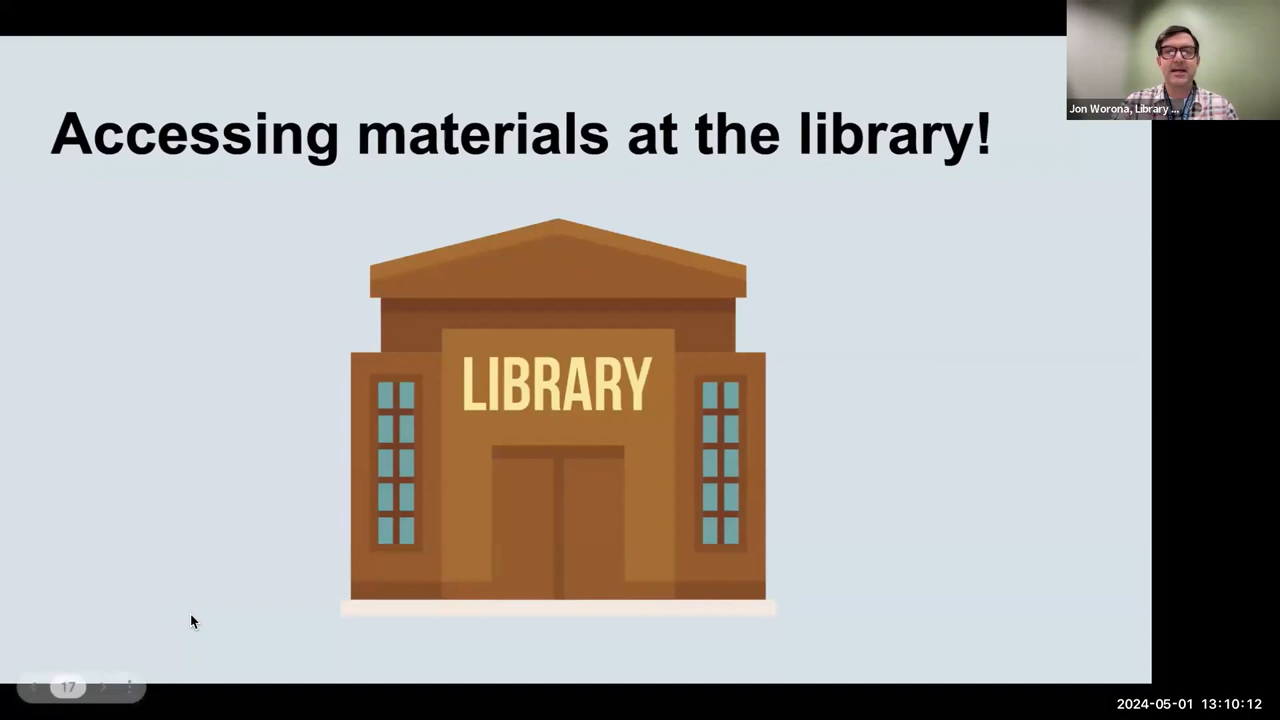 Accessing materials at the library!
Jon Worona, Library ...
LIBRARY
17
2024-05-01 13:10:12